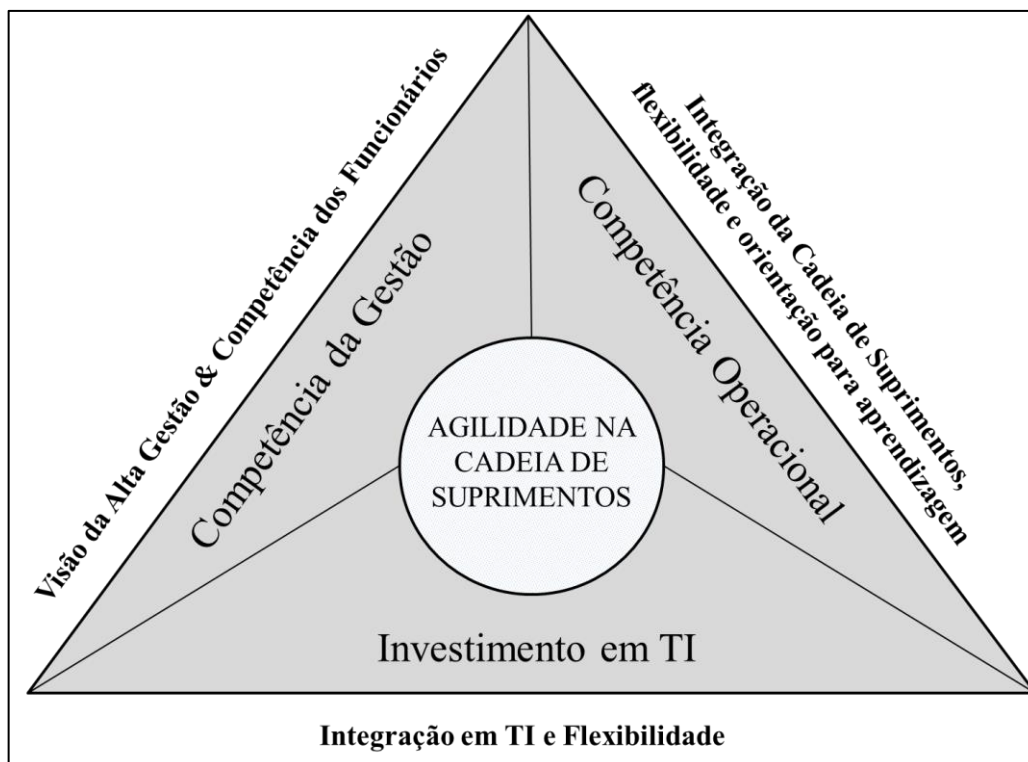 Visão da Alta Gestão & Competência dos Funcionários
Competência da Gestão
Integração da Cadeia de Suprimentos,
flexibilidade e orientação para aprendizagem
Competência Operacional
AGILIDADE NA
CADEIA DE
SUPRIMENTOS
Investimento em TI
Integração em TI e Flexibilidade